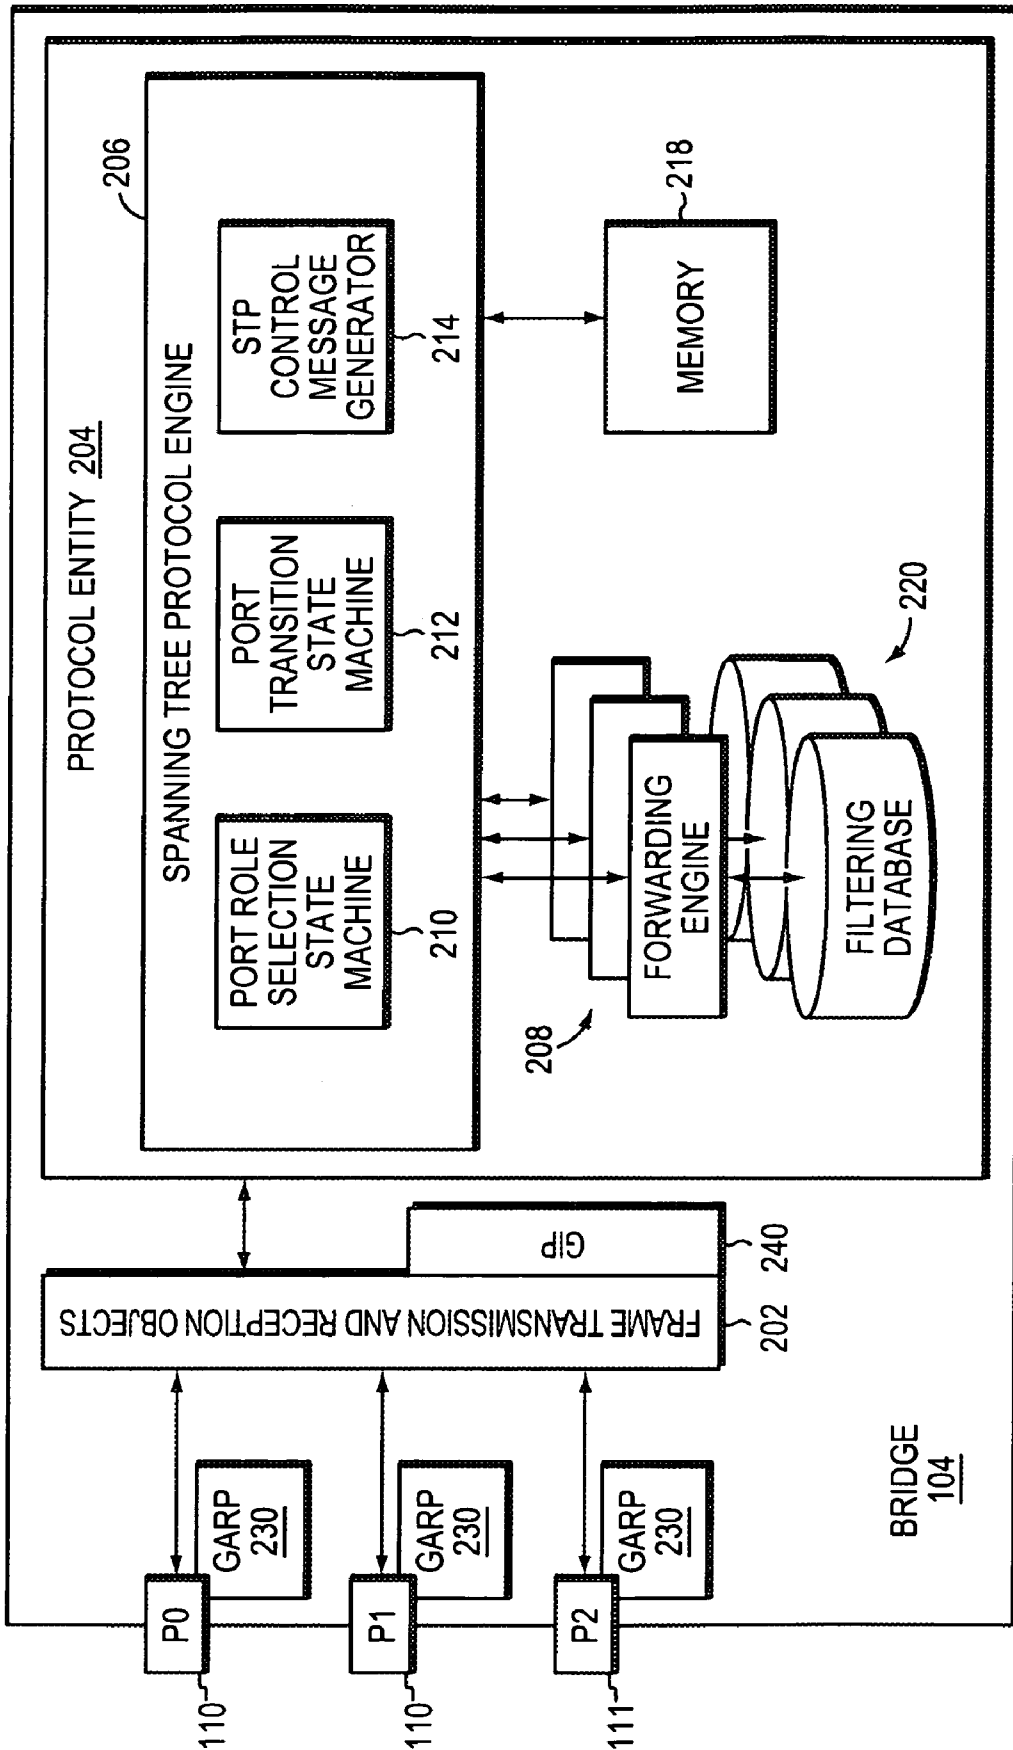 PROTOCOL ENTITY 204
206
SPANNING TREE PROTOCOL ENGINE
PORT ROLE
SELECTION
STATE
MACHINE
210
PORT
TRANSITION
STATE
MACHINE
212
STP
CONTROL
MESSAGE
GENERATOR
214
FRAME TRANSMISSION AND RECEPTION OBJECTS
202
GIP
240
P0
110
GARP
230
P1
110
GARP
230
P2
111
GARP
230
208
FORWARDING
ENGINE
FILTERING
DATABASE
220
MEMORY
218
BRIDGE
104